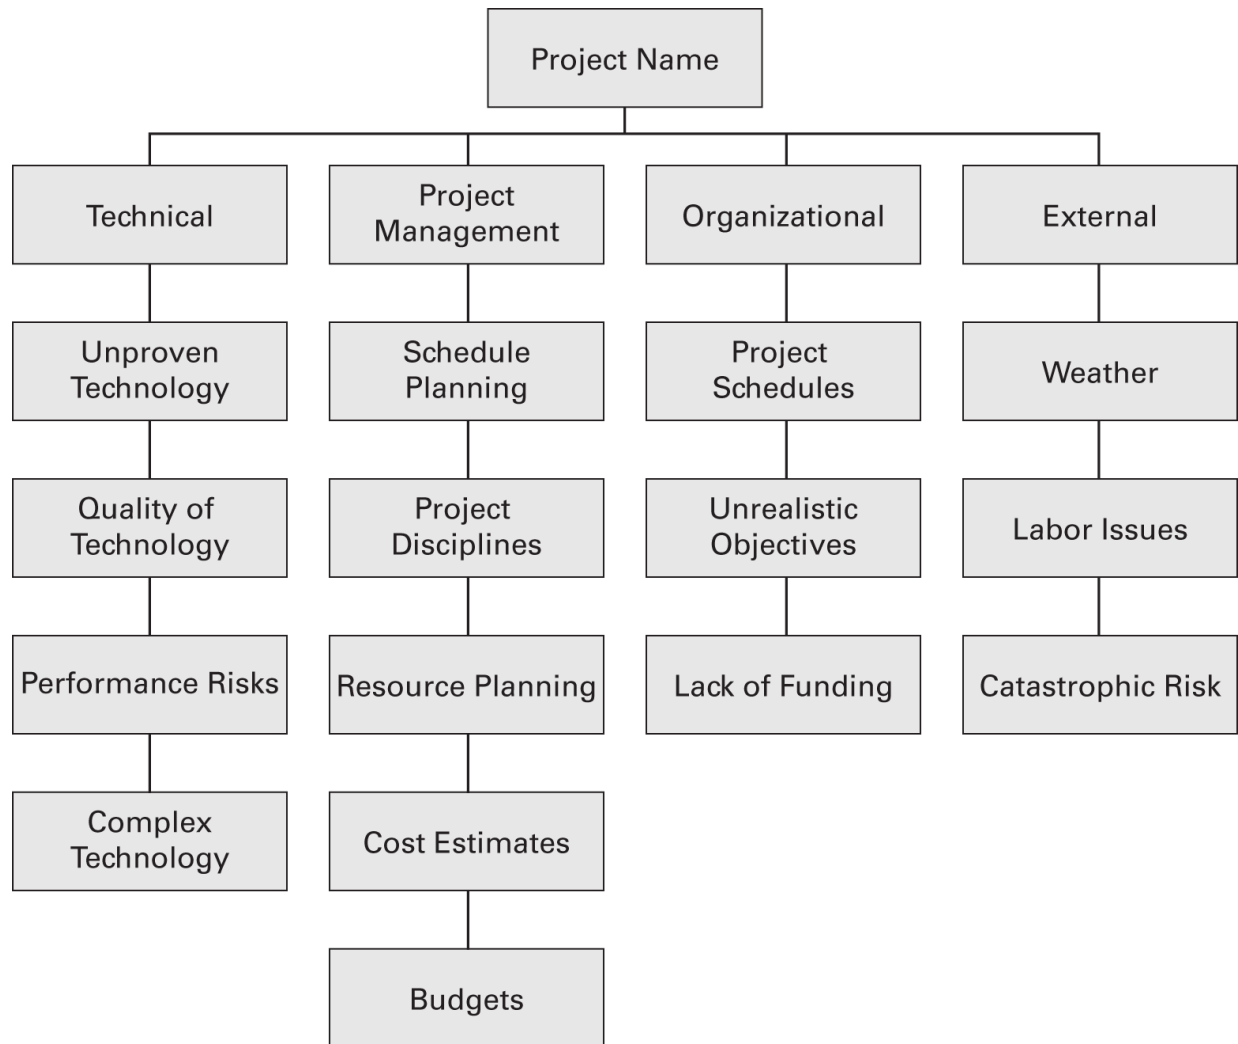 Project Name
Technical
Project
Management
Organizational
External
Unproven
Technology
Schedule
Planning
Project
Schedules
Weather
Quality of
Technology
Project
Disciplines
Unrealistic
Objectives
Labor Issues
Performance Risks
Resource Planning
Lack of Funding
Catastrophic Risk
Complex
Technology
Cost Estimates
Budgets